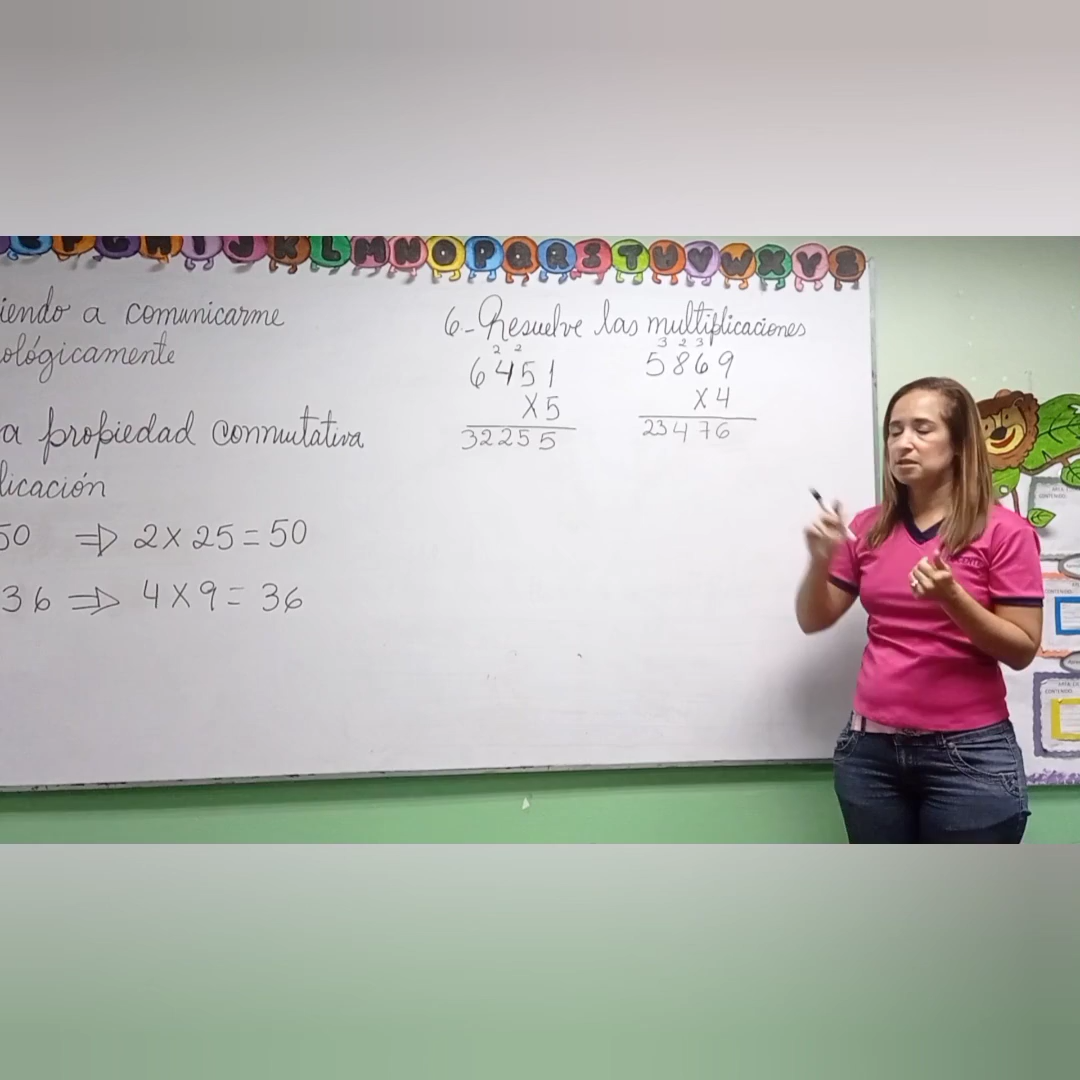 G H I J K L M N O P Q R S T U V W X Y Z
iendo a comunicarme
ológicamente
a propiedad conmutativa
licación
50 ⇒ 2 x 25 = 50
36 ⇒ 4 x 9 = 36
6- Resuelve las multiplicaciones
2 2
6451
x5
32255
3 2 3
5869
x4
23476